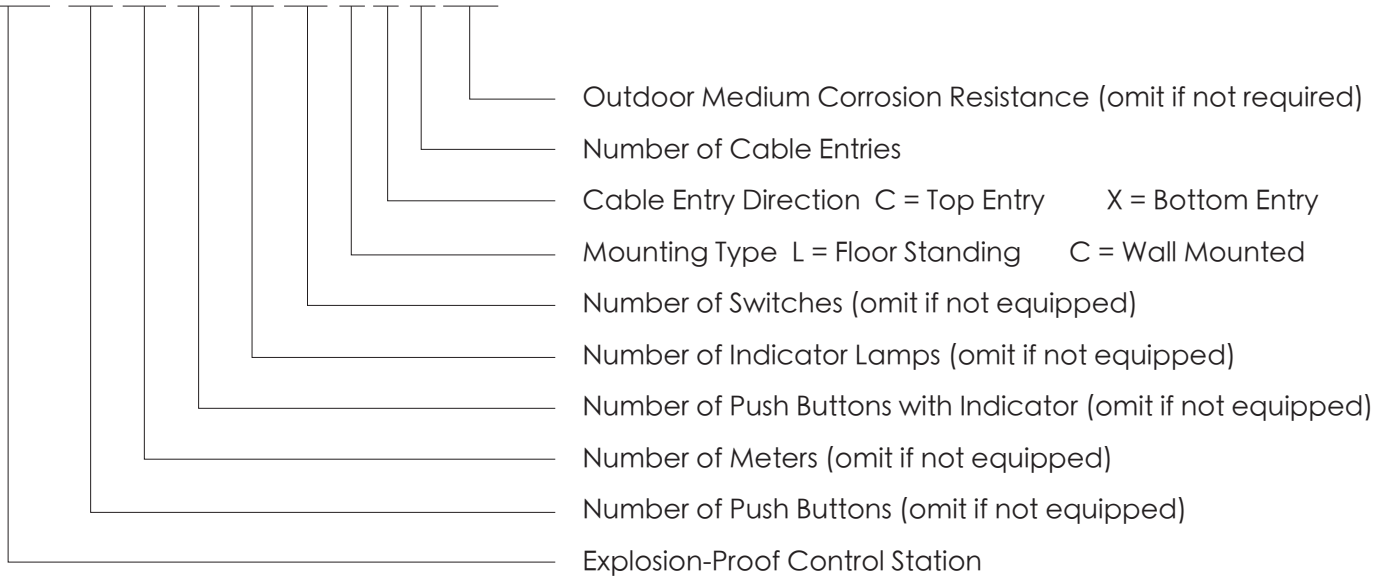 Outdoor Medium Corrosion Resistance (omit if not required)
Number of Cable Entries
Cable Entry Direction C = Top Entry X = Bottom Entry
Mounting Type L = Floor Standing C = Wall Mounted
Number of Switches (omit if not equipped)
Number of Indicator Lamps (omit if not equipped)
Number of Push Buttons with Indicator (omit if not equipped)
Number of Meters (omit if not equipped)
Number of Push Buttons (omit if not equipped)
Explosion-Proof Control Station